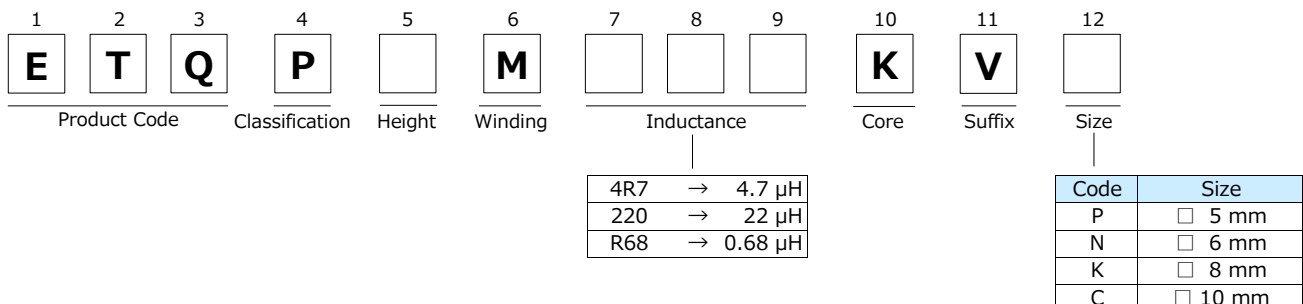 1 2 3 4 5 6 7 8 9 10 11 12
E T Q P M K V
Product Code Classification Height Winding Inductance Core Suffix Size
4R7 → 4.7 μH
220 → 22 μH
R68 → 0.68 μH
Code Size
P □ 5 mm
N □ 6 mm
K □ 8 mm
C □ 10 mm